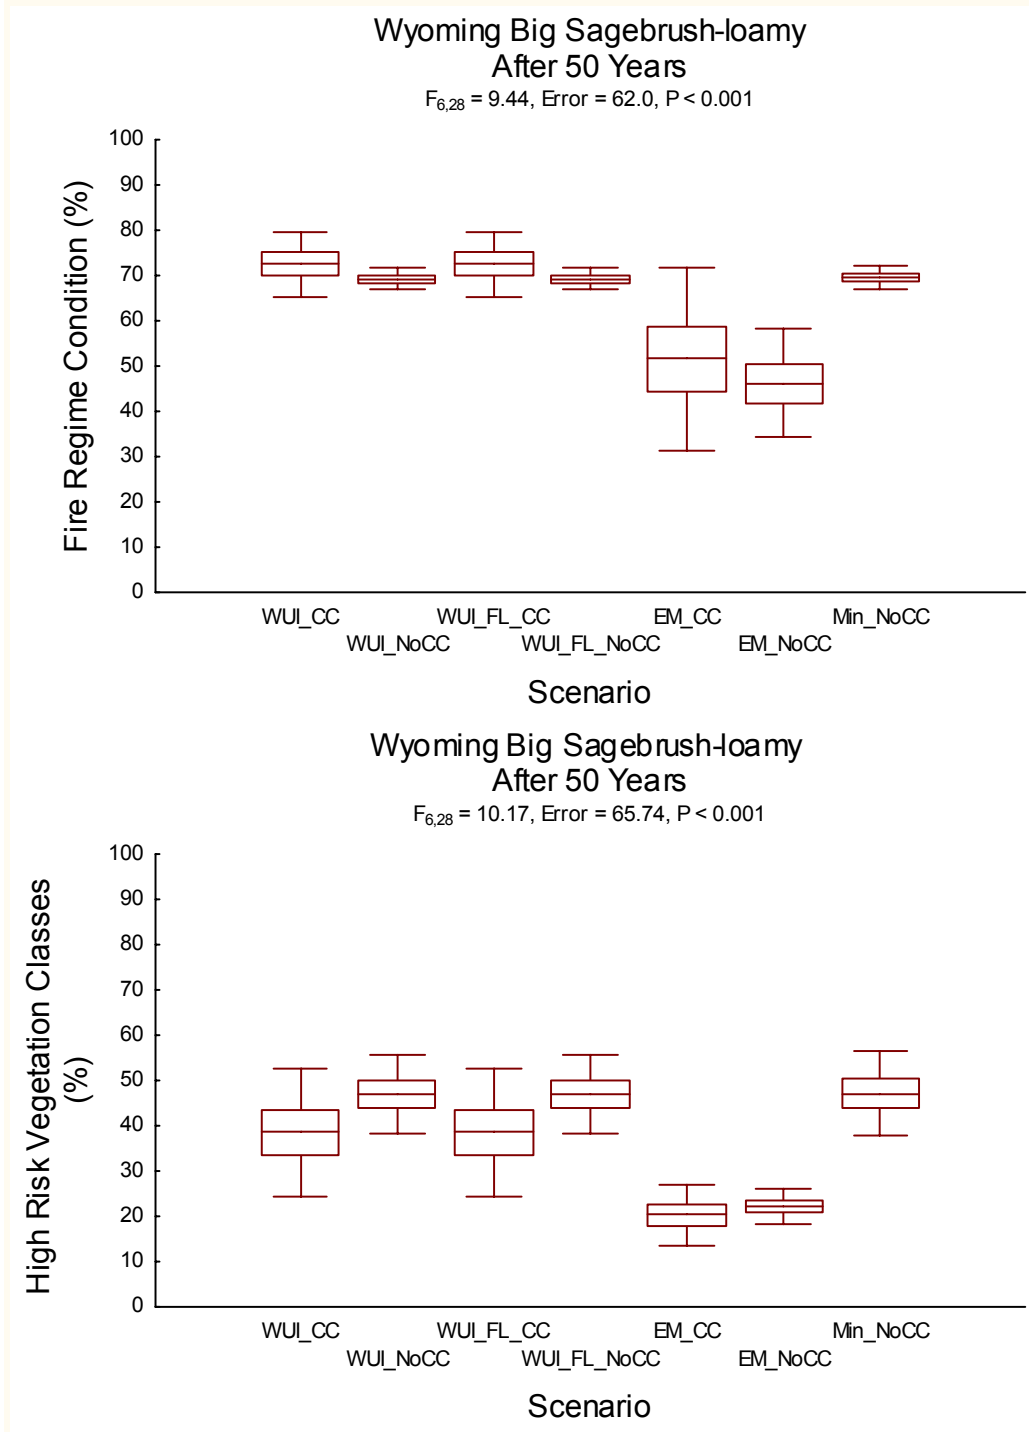 Wyoming Big Sagebrush-loamy
After 50 Years
F6,28 = 9.44, Error = 62.0, P < 0.001
Fire Regime Condition (%)
100
90
80
70
60
50
40
30
20
10
0
WUI_CC WUI_FL_CC EM_CC Min_NoCC
WUI_NoCC WUI_FL_NoCC EM_NoCC
Scenario
Wyoming Big Sagebrush-loamy
After 50 Years
F6,28 = 10.17, Error = 65.74, P < 0.001
High Risk Vegetation Classes
(%)
100
90
80
70
60
50
40
30
20
10
0
WUI_CC WUI_FL_CC EM_CC Min_NoCC
WUI_NoCC WUI_FL_NoCC EM_NoCC
Scenario